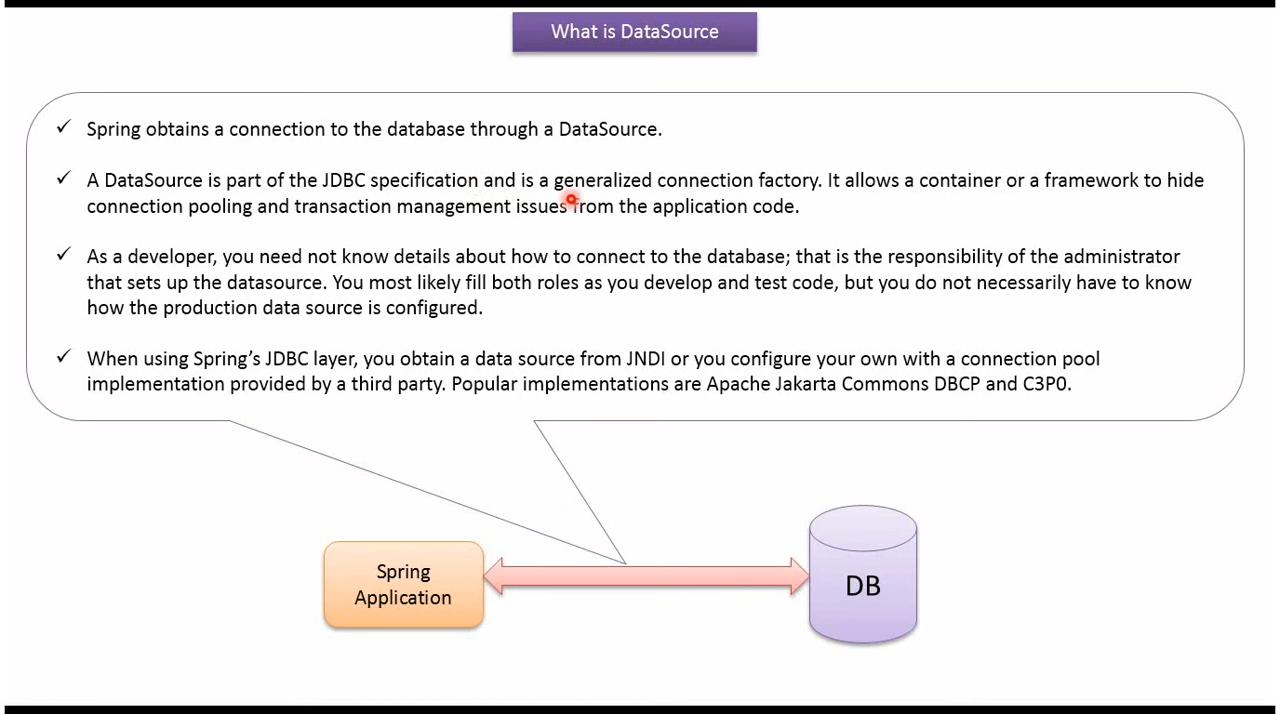 What is DataSource
✓ Spring obtains a connection to the database through a DataSource.
✓ A DataSource is part of the JDBC specification and is a generalized connection factory. It allows a container or a framework to hide
connection pooling and transaction management issues from the application code.
✓ As a developer, you need not know details about how to connect to the database; that is the responsibility of the administrator
that sets up the datasource. You most likely fill both roles as you develop and test code, but you do not necessarily have to know
how the production data source is configured.
✓ When using Spring’s JDBC layer, you obtain a data source from JNDI or you configure your own with a connection pool
implementation provided by a third party. Popular implementations are Apache Jakarta Commons DBCP and C3P0.
Spring
Application
DB